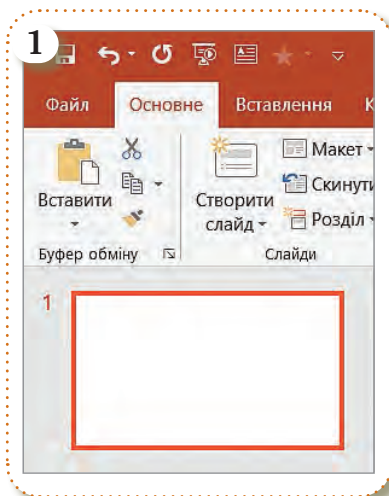 1
Файл Основне Вставлення К
Вставити
Створити слайд
Макет
Скинути
Розділ
Буфер обміну Слайди
1